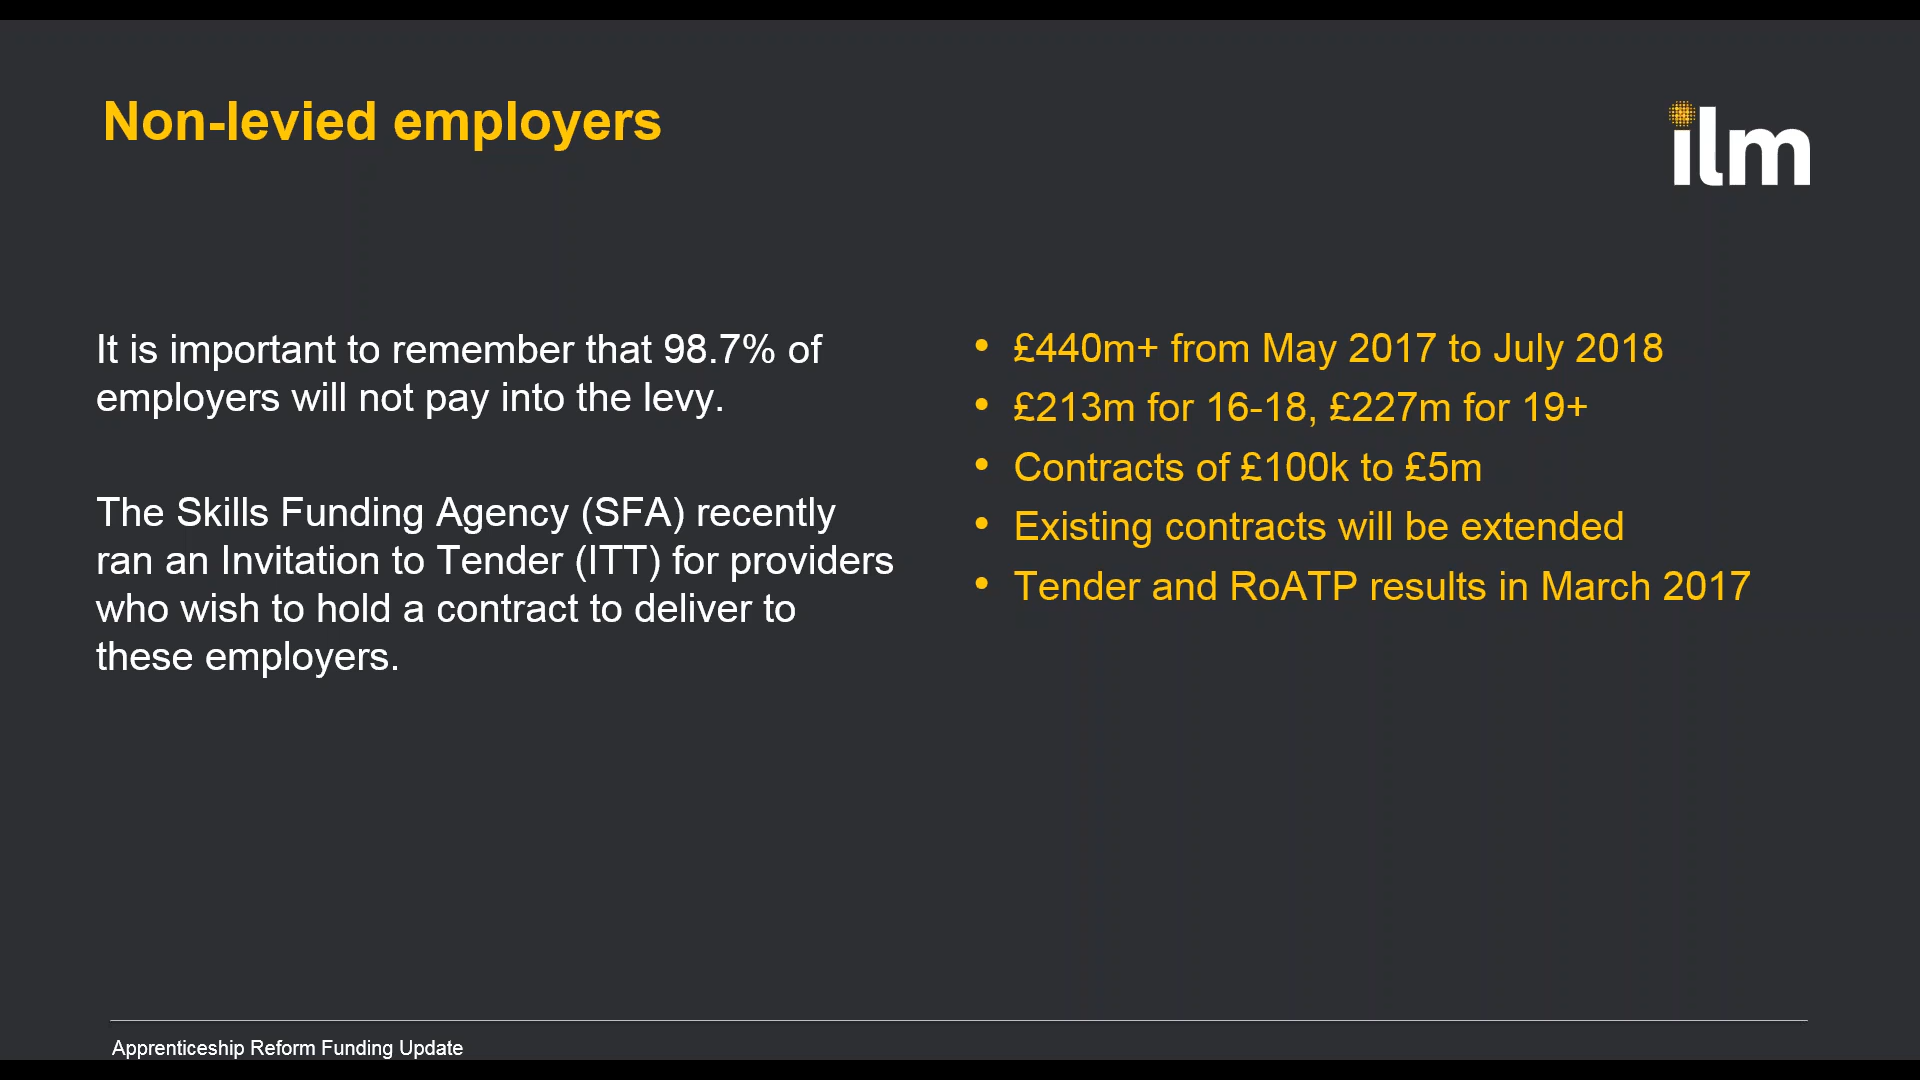 Non-levied employers
ilm
It is important to remember that 98.7% of
employers will not pay into the levy.
The Skills Funding Agency (SFA) recently
ran an Invitation to Tender (ITT) for providers
who wish to hold a contract to deliver to
these employers.
• £440m+ from May 2017 to July 2018
• £213m for 16-18, £227m for 19+
• Contracts of £100k to £5m
• Existing contracts will be extended
• Tender and RoATP results in March 2017
Apprenticeship Reform Funding Update